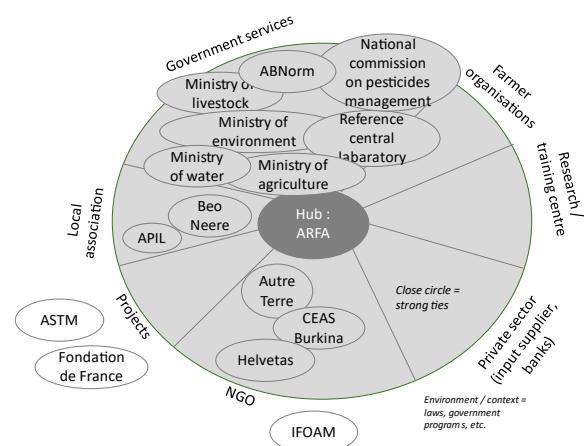 Government services
ABNorm
National
commission
on pesticides
management
Farmer
organisations
Ministry of
livestock
Ministry of
environment
Reference
central
labaratory
Ministry
of water
Ministry of
agriculture
Research /
training centre
Local
association
Beo
Neere
APIL
Hub :
ARFA
Autre
Terre
CEAS
Burkina
Helvetas
Close circle =
strong ties
Projects
ASTM
Fondation
de France
NGO
IFOAM
Private sector
(input supplier,
banks)
Environment / context =
laws, government
programs, etc.